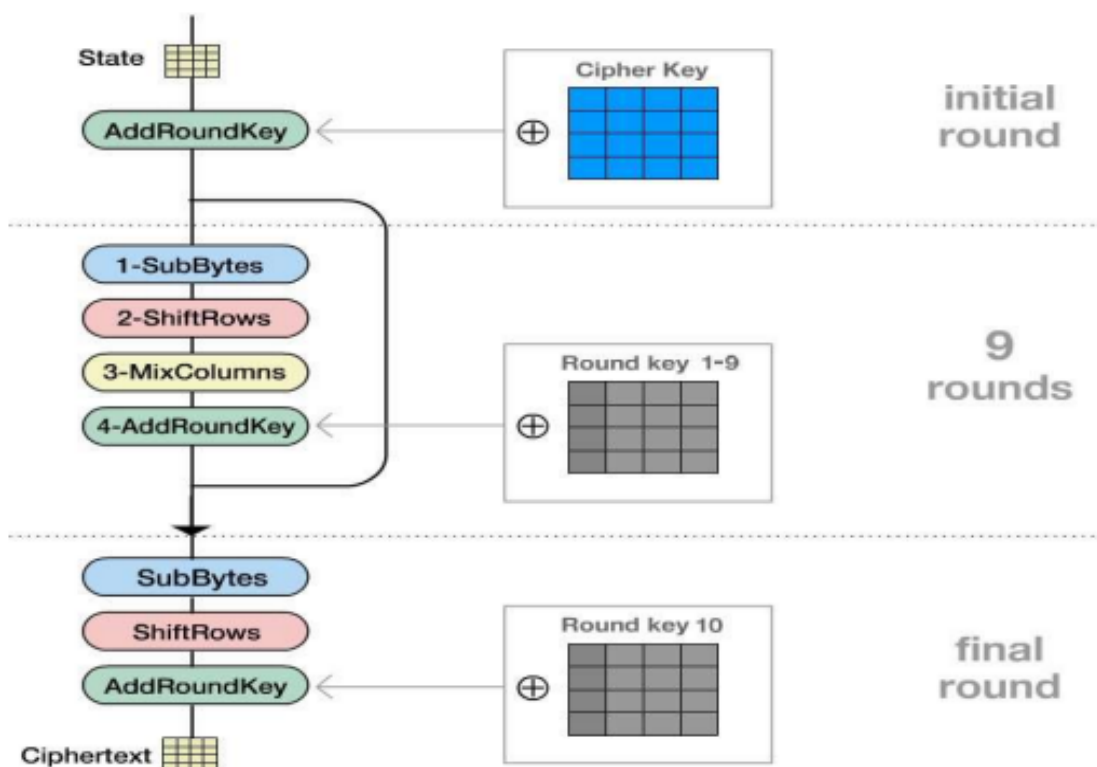 State
Cipher Key
initial
round
AddRoundKey
1-SubBytes
2-ShiftRows
3-MixColumns
4-AddRoundKey
Round key 1-9
9
rounds
SubBytes
ShiftRows
AddRoundKey
Round key 10
final
round
Ciphertext